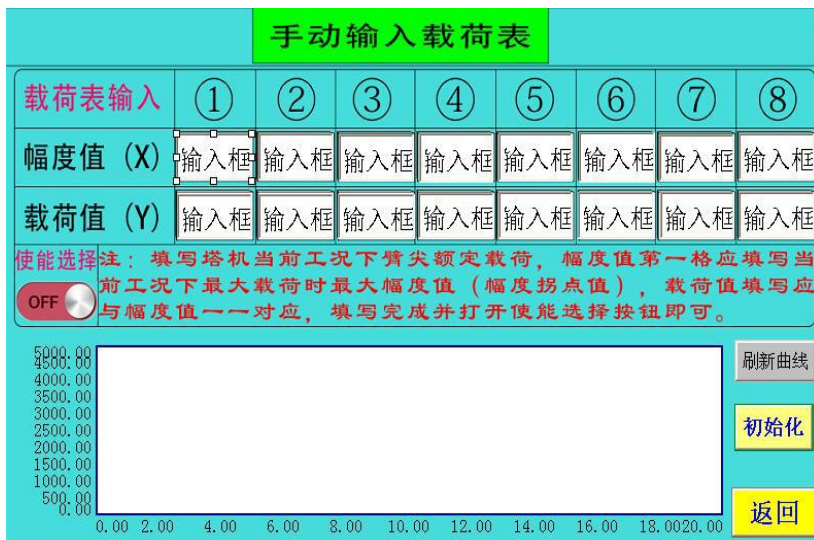 手动输入载荷表
载荷表输入 ① ② ③ ④ ⑤ ⑥ ⑦ ⑧
幅度值 (X) 输入框 输入框 输入框 输入框 输入框 输入框 输入框 输入框
载荷值 (Y) 输入框 输入框 输入框 输入框 输入框 输入框 输入框 输入框
使能选择
OFF
注：填写塔机当前工况下臂尖额定载荷，幅度值第一格应填写当
前工况下最大载荷时最大幅度值（幅度拐点值），载荷值填写应
与幅度值一一对应，填写完成并打开使能选择按钮即可。
5000.00
4500.00
4000.00
3500.00
3000.00
2500.00
2000.00
1500.00
1000.00
500.00
0.00
0.00 2.00 4.00 6.00 8.00 10.00 12.00 14.00 16.00 18.00 20.00
刷新曲线
初始化
返回